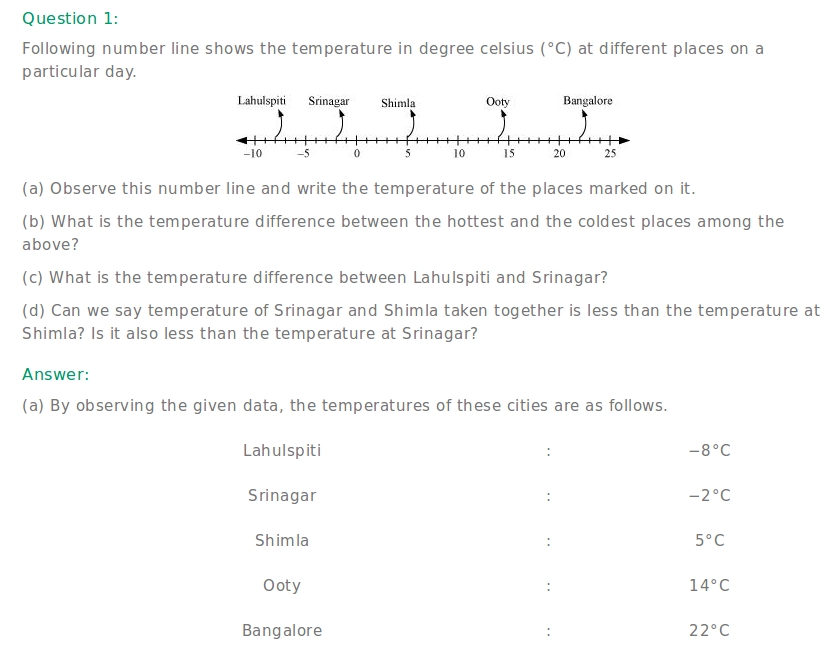 Question 1:
Following number line shows the temperature in degree celsius (°C) at different places on a
particular day.
Lahulspiti Srinagar Shimla Ooty Bangalore
−10 −5 0 5 10 15 20 25
(a) Observe this number line and write the temperature of the places marked on it.
(b) What is the temperature difference between the hottest and the coldest places among the
above?
(c) What is the temperature difference between Lahulspiti and Srinagar?
(d) Can we say temperature of Srinagar and Shimla taken together is less than the temperature at
Shimla? Is it also less than the temperature at Srinagar?
Answer:
(a) By observing the given data, the temperatures of these cities are as follows.
Lahulspiti : −8°C
Srinagar : −2°C
Shimla : 5°C
Ooty : 14°C
Bangalore : 22°C